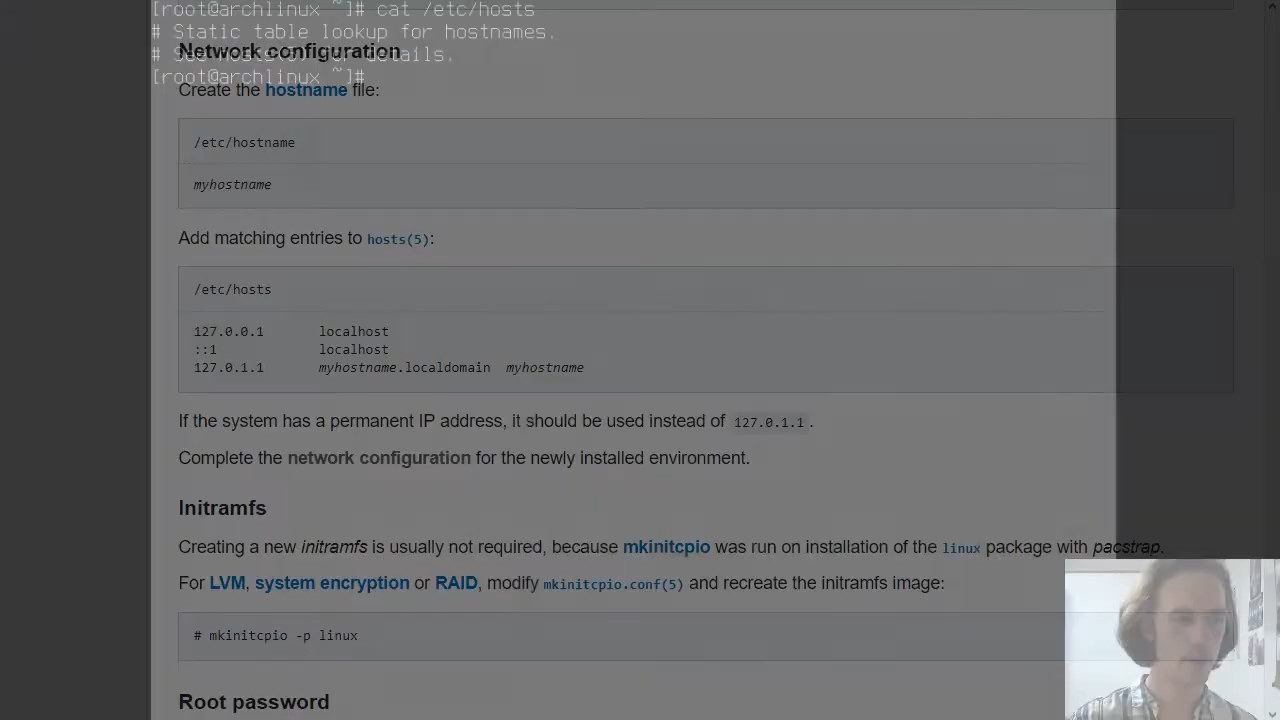 [root@archlinux ~]# cat /etc/hosts
# Static table lookup for hostnames.
Network configuration
# See details.
[root@archlinux ~]#
Create the hostname file:
/etc/hostname
myhostname
Add matching entries to hosts(5):
/etc/hosts
127.0.0.1 localhost
::1 localhost
127.0.1.1 myhostname.localdomain myhostname
If the system has a permanent IP address, it should be used instead of 127.0.1.1.
Complete the network configuration for the newly installed environment.
Initramfs
Creating a new initramfs is usually not required, because mkinitcpio was run on installation of the linux package with pacstrap.
For LVM, system encryption or RAID, modify mkinitcpio.conf(5) and recreate the initramfs image:
# mkinitcpio -p linux
Root password